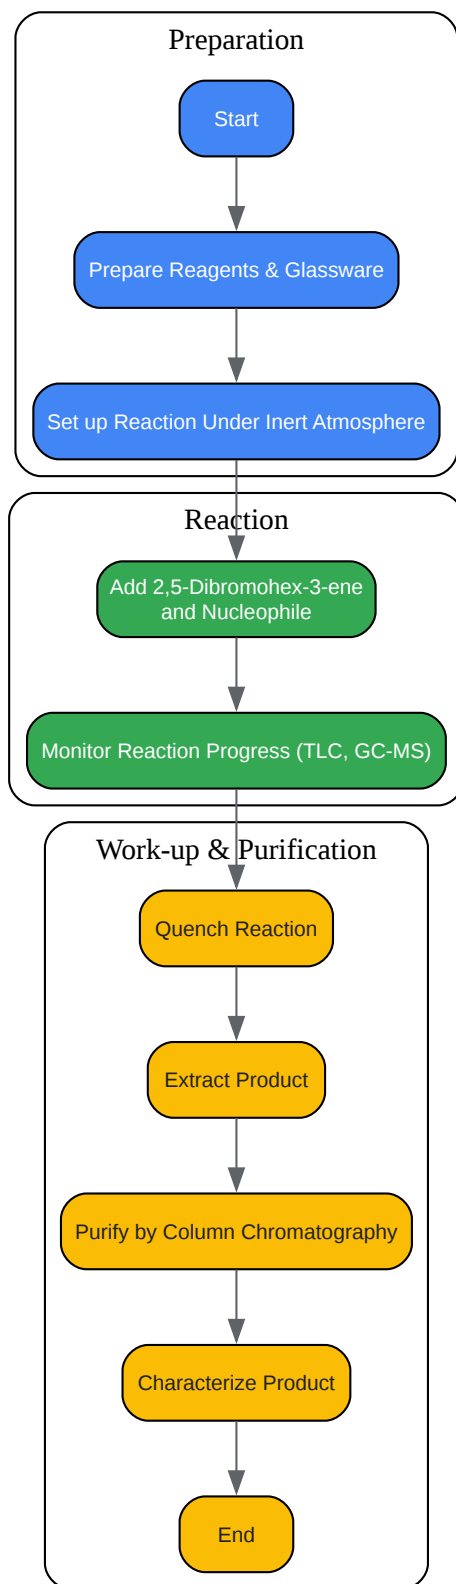 Preparation
Start
Prepare Reagents & Glassware
Set up Reaction Under Inert Atmosphere
Reaction
Add 2,5-Dibromohex-3-ene
and Nucleophile
Monitor Reaction Progress (TLC, GC-MS)
Work-up & Purification
Quench Reaction
Extract Product
Purify by Column Chromatography
Characterize Product
End